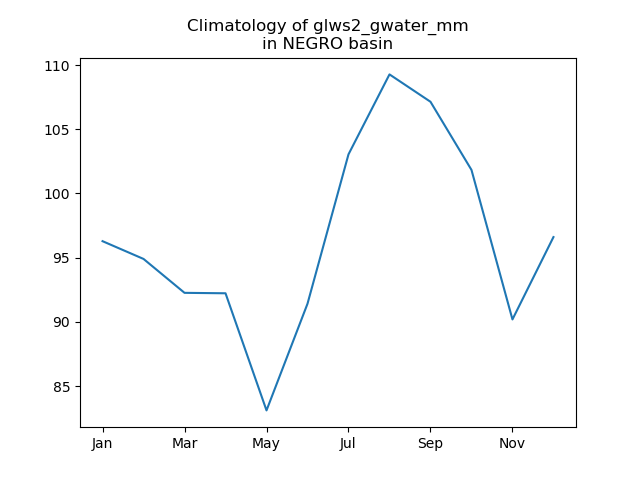 Climatology of glws2_gwater_mm
in NEGRO basin
110
105
100
95
90
85
Jan
Mar
May
Jul
Sep
Nov